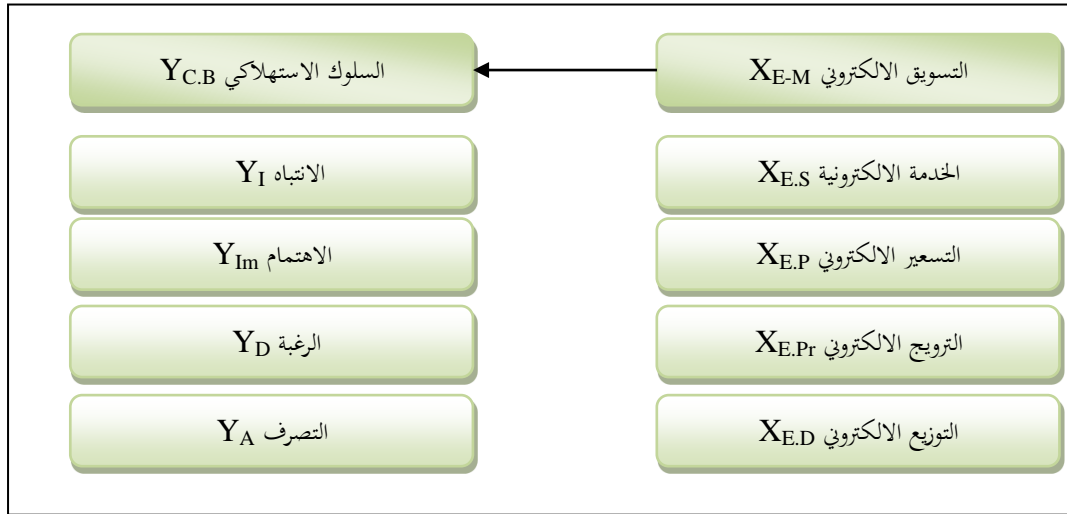 التسويق الالكتروني X_E-M
السلوك الاستهلاكي Y_C.B
الخدمة الالكترونية X_E.S
الانتباه Y_I
التسعير الالكتروني X_E.P
الاهتمام Y_Im
الترويج الالكتروني X_E.Pr
الرغبة Y_D
التوزيع الالكتروني X_E.D
التصرف Y_A